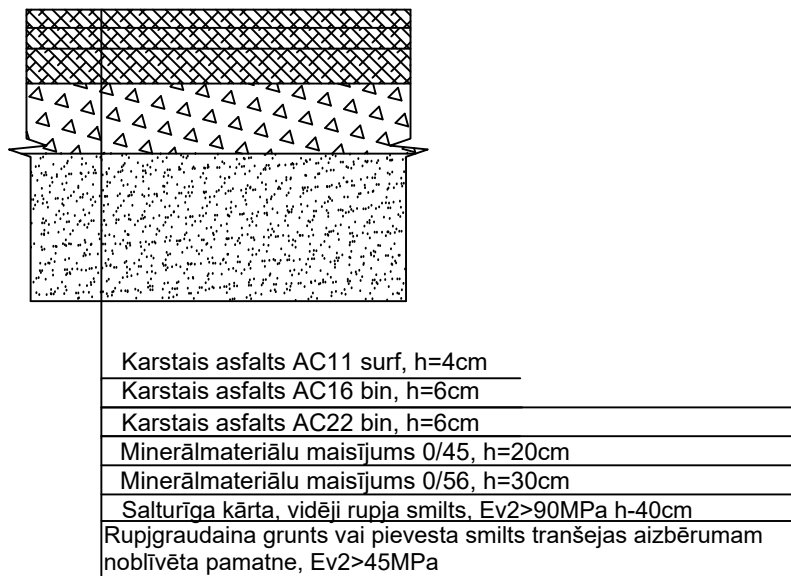 Karstais asfalts AC11 surf, h=4cm
Karstais asfalts AC16 bin, h=6cm
Karstais asfalts AC22 bin, h=6cm
Minerālmateriālu maisījums 0/45, h=20cm
Minerālmateriālu maisījums 0/56, h=30cm
Salturīga kārta, vidēji rupja smilts, Ev2>90MPa h-40cm
Rupjgraudaina grunts vai pievesta smilts tranšejas aizbērumam
noblīvēta pamatne, Ev2>45MPa